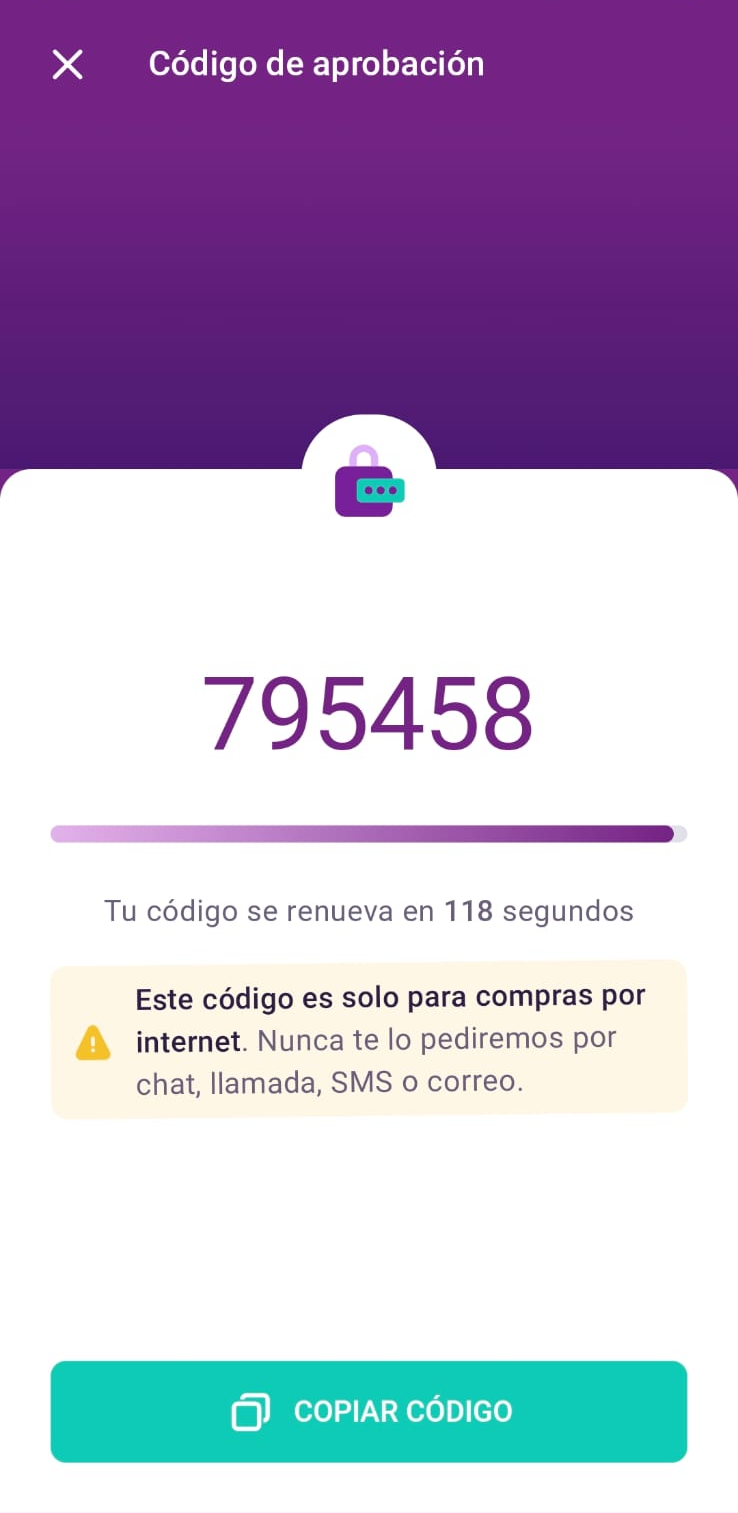 Código de aprobación
795458
Tu código se renueva en 118 segundos
Este código es solo para compras por
internet. Nunca te lo pediremos por
chat, llamada, SMS o correo.
COPIAR CÓDIGO